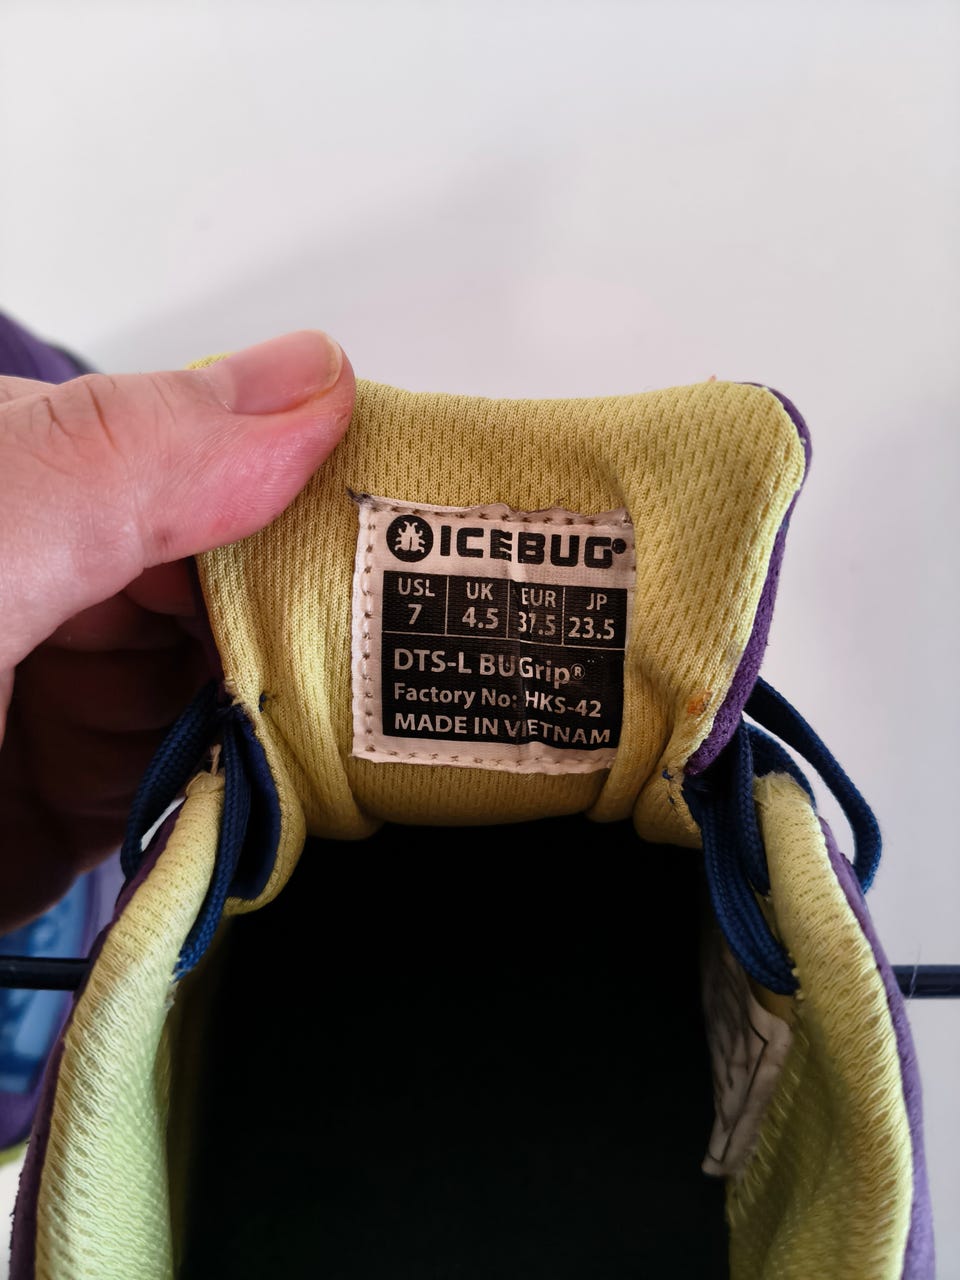 ICEBUG®
USL UK EUR JP
7 4.5 37.5 23.5
DTS-L BUGrip®
Factory No: HKS-42
MADE IN VIETNAM